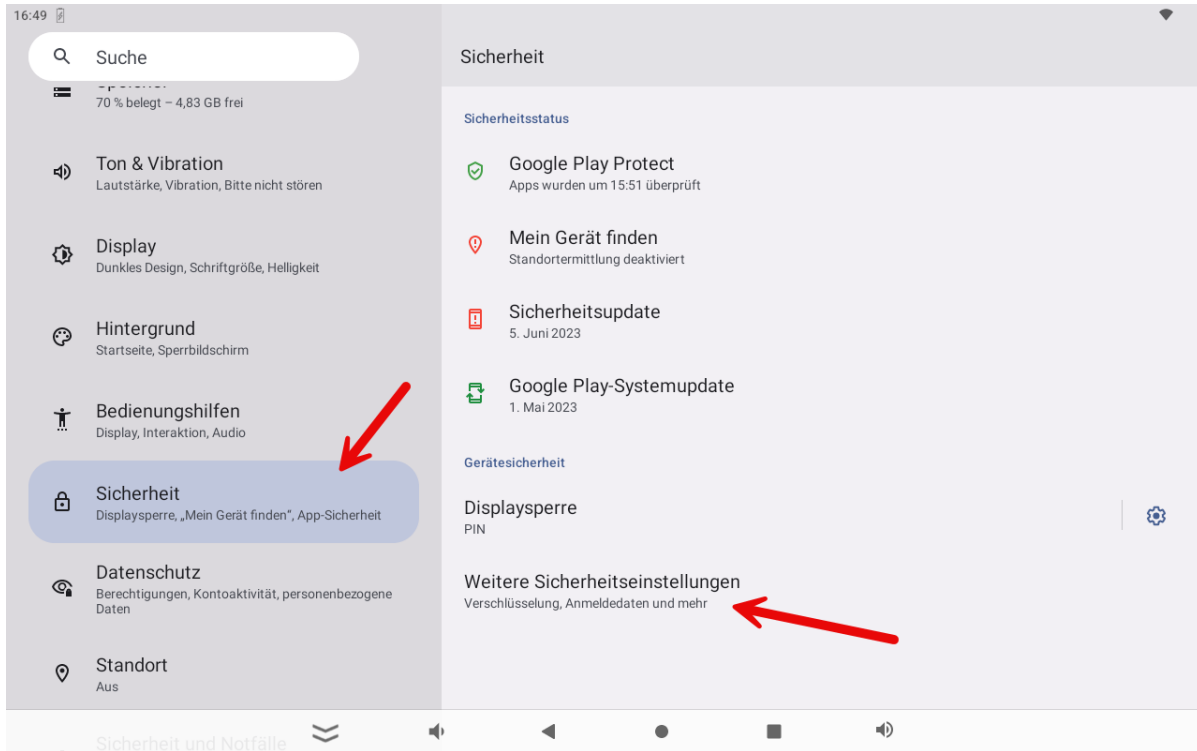 16:49
Suche
Speicher
70 % belegt – 4,83 GB frei
Ton & Vibration
Lautstärke, Vibration, Bitte nicht stören
Display
Dunkles Design, Schriftgröße, Helligkeit
Hintergrund
Startseite, Sperrbildschirm
Bedienungshilfen
Display, Interaktion, Audio
Sicherheit
Displaysperre, „Mein Gerät finden“, App-Sicherheit
Datenschutz
Berechtigungen, Kontoaktivität, personenbezogene
Daten
Standort
Aus
Sicherheit und Notfälle
Sicherheit
Sicherheitsstatus
Google Play Protect
Apps wurden um 15:51 überprüft
Mein Gerät finden
Standortermittlung deaktiviert
Sicherheitsupdate
5. Juni 2023
Google Play-Systemupdate
1. Mai 2023
Gerätesicherheit
Displaysperre
PIN
Weitere Sicherheitseinstellungen
Verschlüsselung, Anmeldedaten und mehr